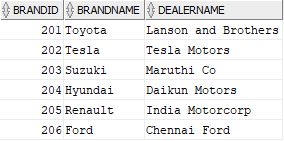 BRANDID BRANDNAME DEALERNAME
201 Toyota Lanson and Brothers
202 Tesla Tesla Motors
203 Suzuki Maruthi Co
204 Hyundai Daikun Motors
205 Renault India Motorcorp
206 Ford Chennai Ford